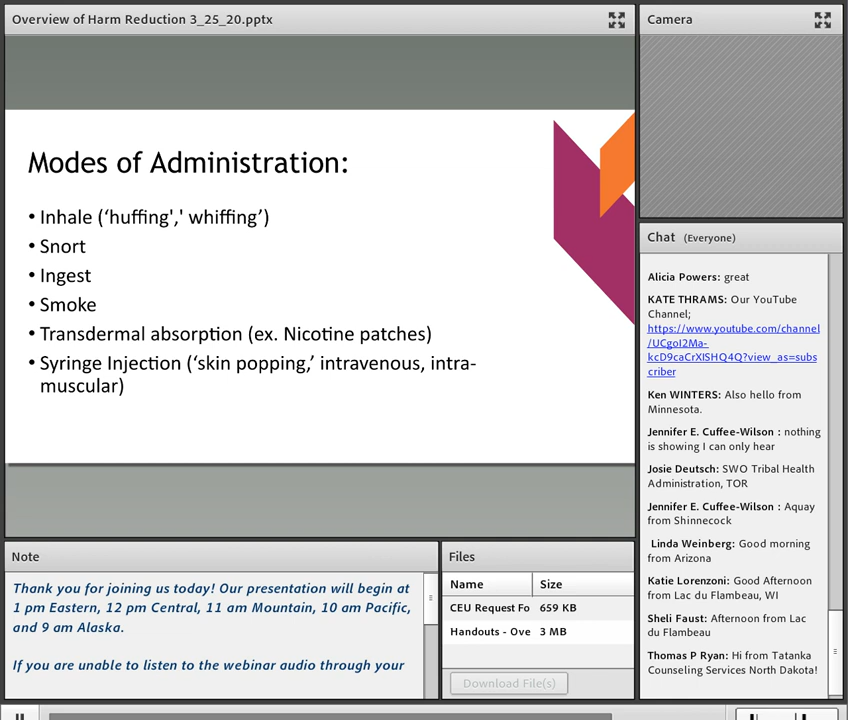 Overview of Harm Reduction 3_25_20.pptx
Modes of Administration:
• Inhale (‘huffing',' whiffing’)
• Snort
• Ingest
• Smoke
• Transdermal absorption (ex. Nicotine patches)
• Syringe Injection (‘skin popping,’ intravenous, intra-
muscular)
Camera
Chat (Everyone)
Alicia Powers: great
KATE THRAMS: Our YouTube
Channel;
https://www.youtube.com/channel
/UCgoI2Ma-
kcD9caCrXISHQ4Q?view_as=subs
criber
Ken WINTERS: Also hello from
Minnesota.
Jennifer E. Cuffee-Wilson : nothing
is showing I can only hear
Josie Deutsch: SWO Tribal Health
Administration, TOR
Jennifer E. Cuffee-Wilson : Aquay
from Shinnecock
Linda Weinberg: Good morning
from Arizona
Katie Lorenzoni: Good Afternoon
from Lac du Flambeau, WI
Sheli Faust: Afternoon from Lac
du Flambeau
Thomas P Ryan: Hi from Tatanka
Counseling Services North Dakota!
Note
Thank you for joining us today! Our presentation will begin at
1 pm Eastern, 12 pm Central, 11 am Mountain, 10 am Pacific,
and 9 am Alaska.
If you are unable to listen to the webinar audio through your
Files
Name Size
CEU Request Fo 659 KB
Handouts - Ove 3 MB
Download File(s)